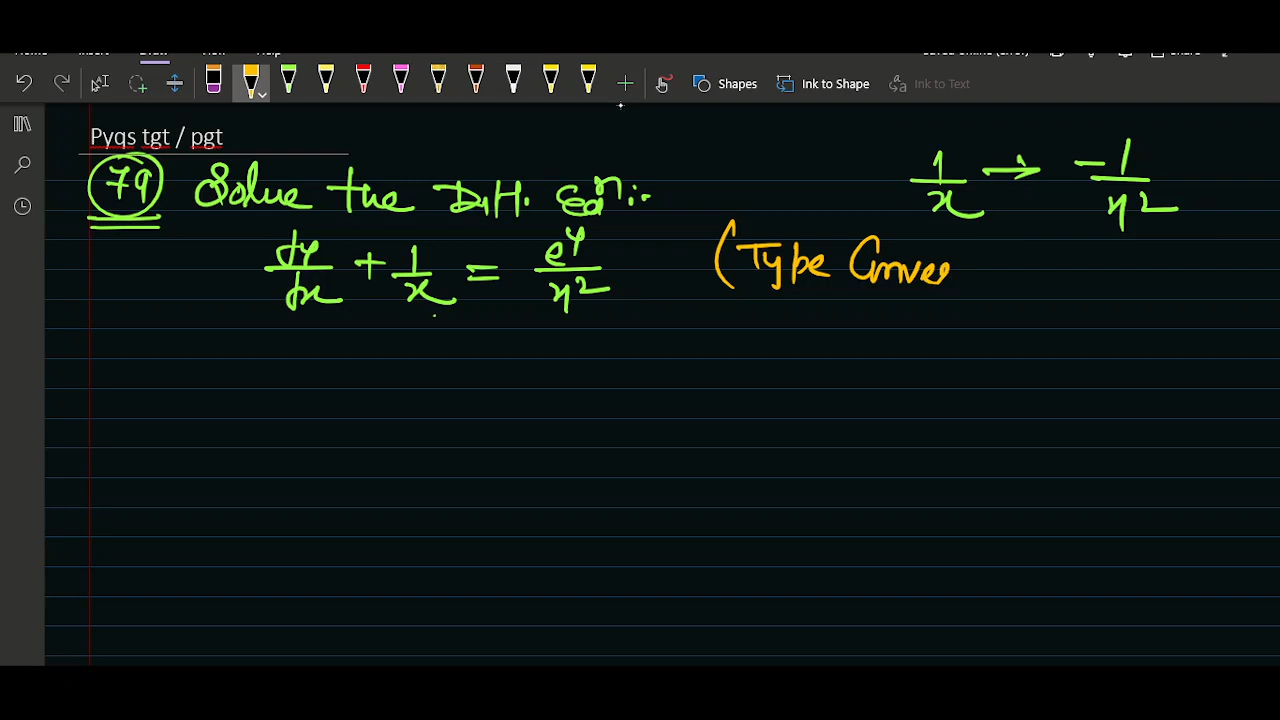 Shapes Ink to Shape Ink to Text
Pyqs tgt / pgt
79 Solve the Diff. Eqn:-
dy/dx + 1/x = e^y/x^2
1/x → -1/x^2
(Type Conver